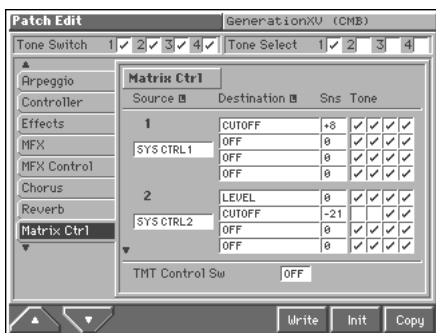 Patch Edit GenerationXV (CMB)
Tone Switch 1 2 3 4 Tone Select 1 2 3 4
Arpeggio
Controller
Effects
MFX
MFX Control
Chorus
Reverb
Matrix Ctrl
Matrix Ctrl
Source Destination Sns Tone
1 CUTOFF +8
SYS CTRL1 OFF 0
OFF 0
OFF 0
2 LEVEL 0
SYS CTRL2 CUTOFF -21
OFF 0
OFF 0
TMT Control Sw OFF
Write Init Copy